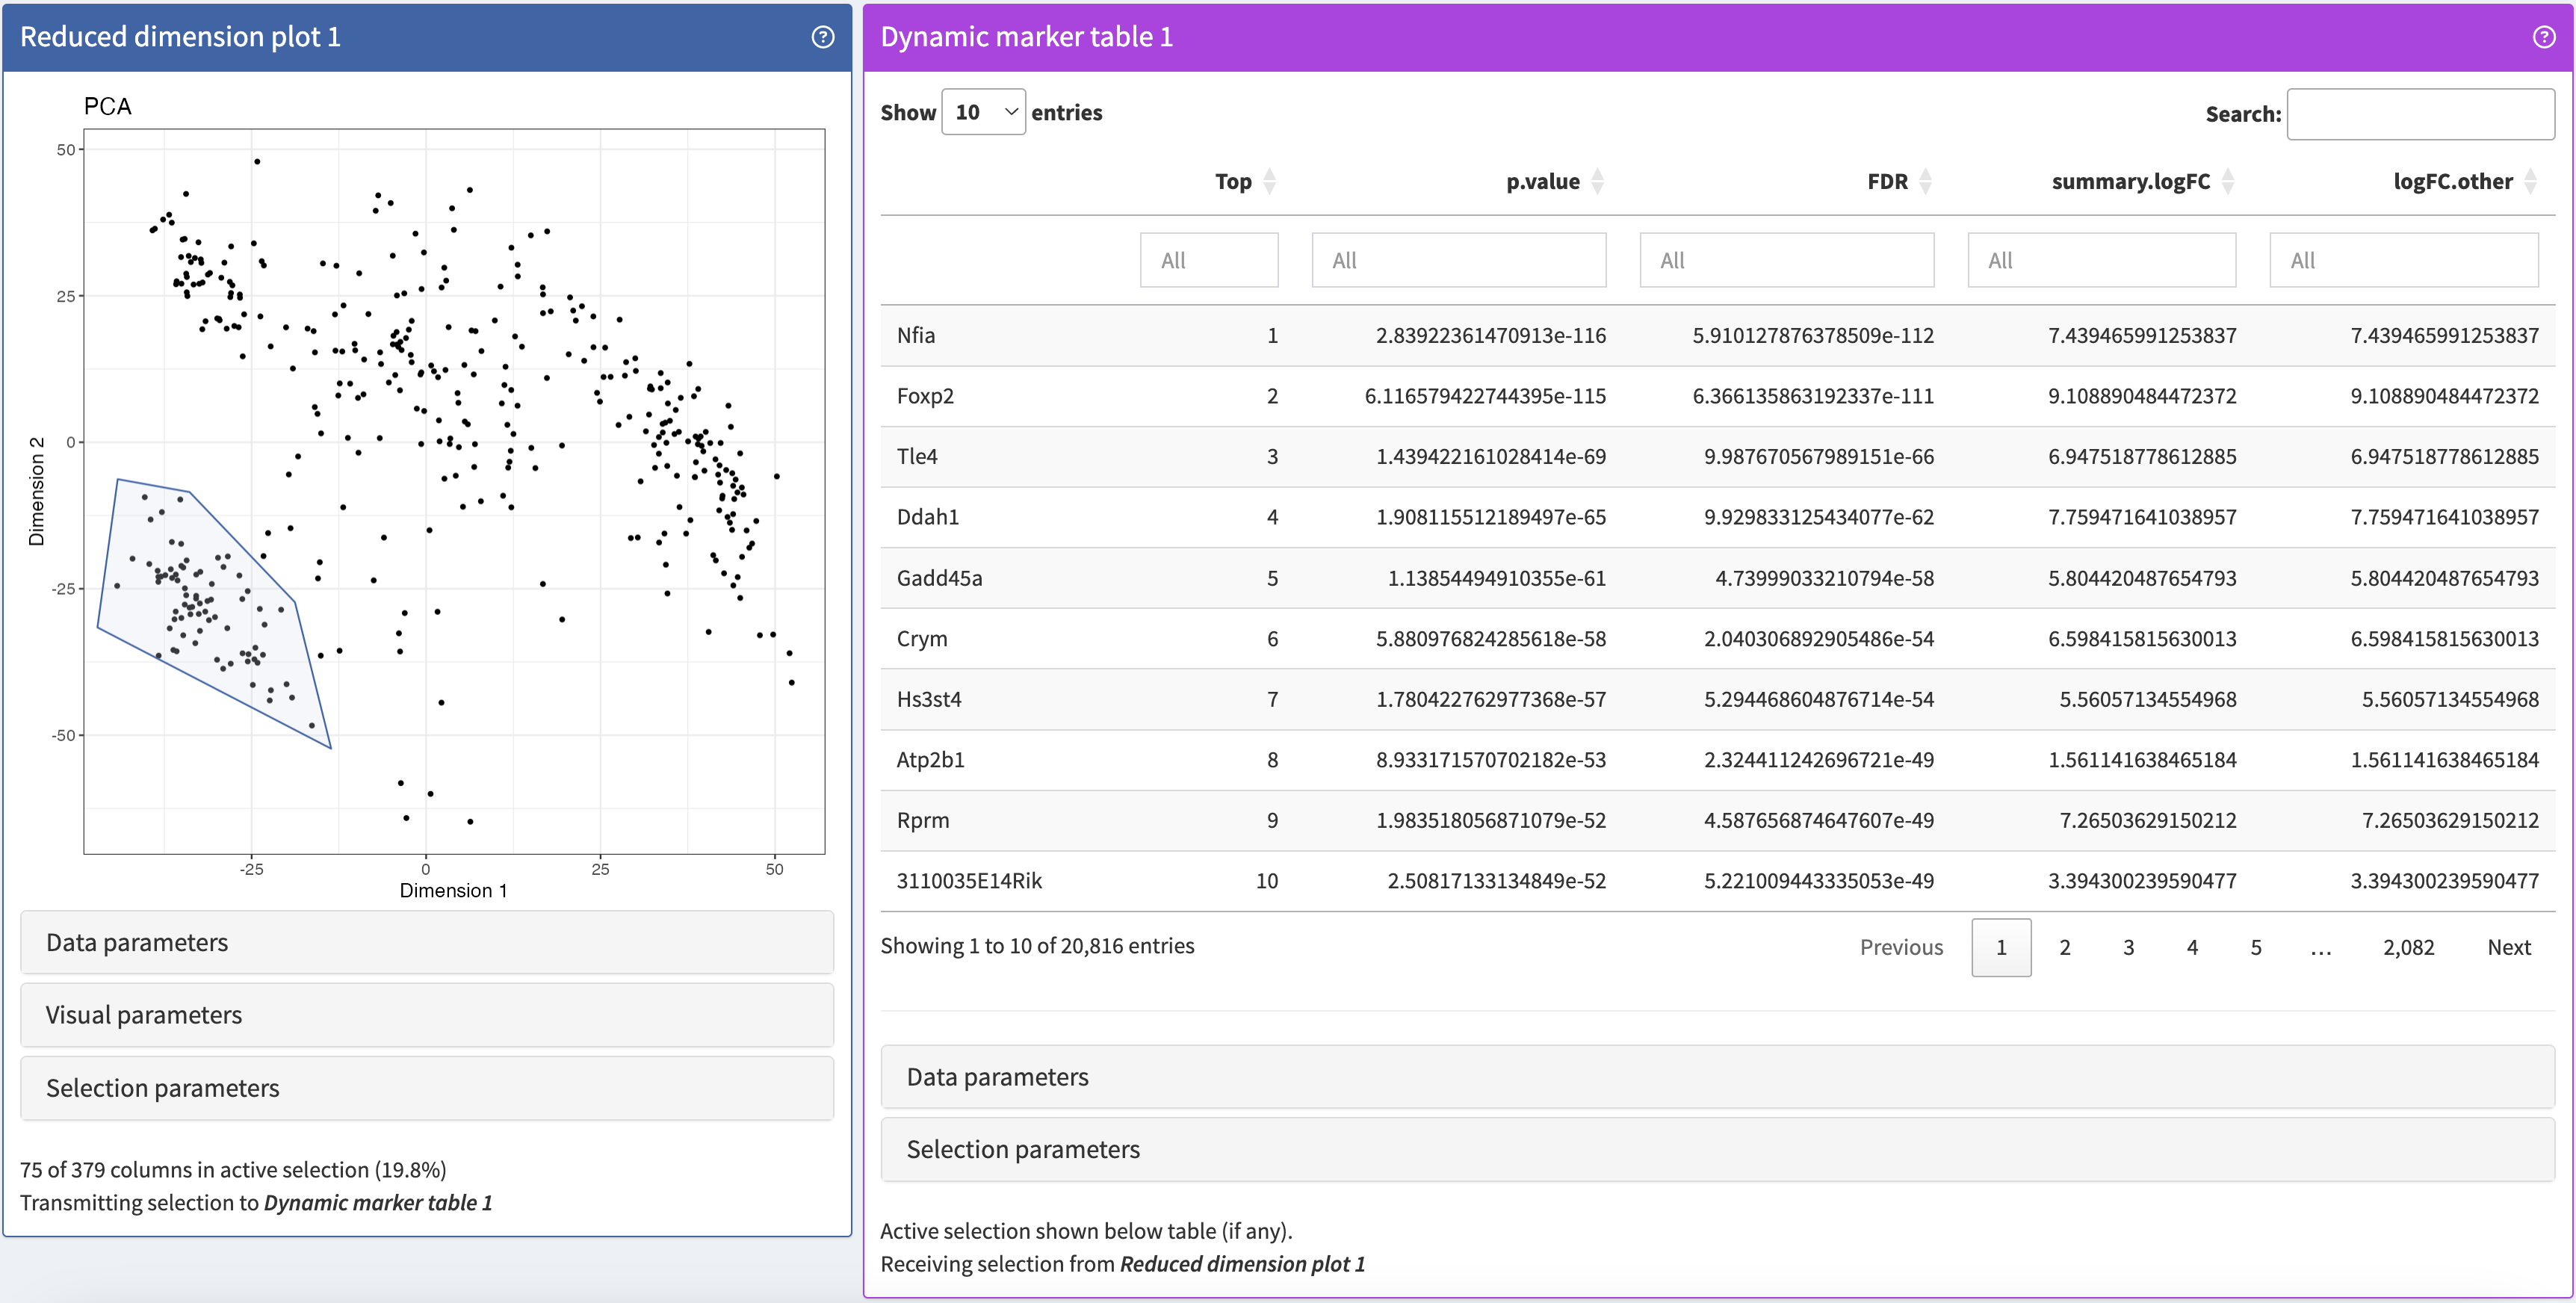 Reduced dimension plot 1
PCA
50
25
0
-25
-50
Dimension 2
-25 0 25 50
Dimension 1
Data parameters
Visual parameters
Selection parameters
75 of 379 columns in active selection (19.8%)
Transmitting selection to Dynamic marker table 1
Dynamic marker table 1
Show 10 entries
Search:
Top p.value FDR summary.logFC logFC.other
All All All All All
Nfia 1 2.83922361470913e-116 5.910127876378509e-112 7.439465991253837 7.439465991253837
Foxp2 2 6.116579422744395e-115 6.366135863192337e-111 9.108890484472372 9.108890484472372
Tle4 3 1.439422161028414e-69 9.987670567989151e-66 6.947518778612885 6.947518778612885
Ddah1 4 1.908115512189497e-65 9.929833125434077e-62 7.759471641038957 7.759471641038957
Gadd45a 5 1.13854494910355e-61 4.73999033210794e-58 5.804420487654793 5.804420487654793
Crym 6 5.880976824285618e-58 2.040306892905486e-54 6.598415815630013 6.598415815630013
Hs3st4 7 1.780422762977368e-57 5.294468604876714e-54 5.56057134554968 5.56057134554968
Atp2b1 8 8.933171570702182e-53 2.324411242696721e-49 1.561141638465184 1.561141638465184
Rprm 9 1.983518056871079e-52 4.587656874647607e-49 7.26503629150212 7.26503629150212
3110035E14Rik 10 2.50817133134849e-52 5.221009443335053e-49 3.394300239590477 3.394300239590477
Showing 1 to 10 of 20,816 entries
Previous 1 2 3 4 5 … 2,082 Next
Data parameters
Selection parameters
Active selection shown below table (if any).
Receiving selection from Reduced dimension plot 1